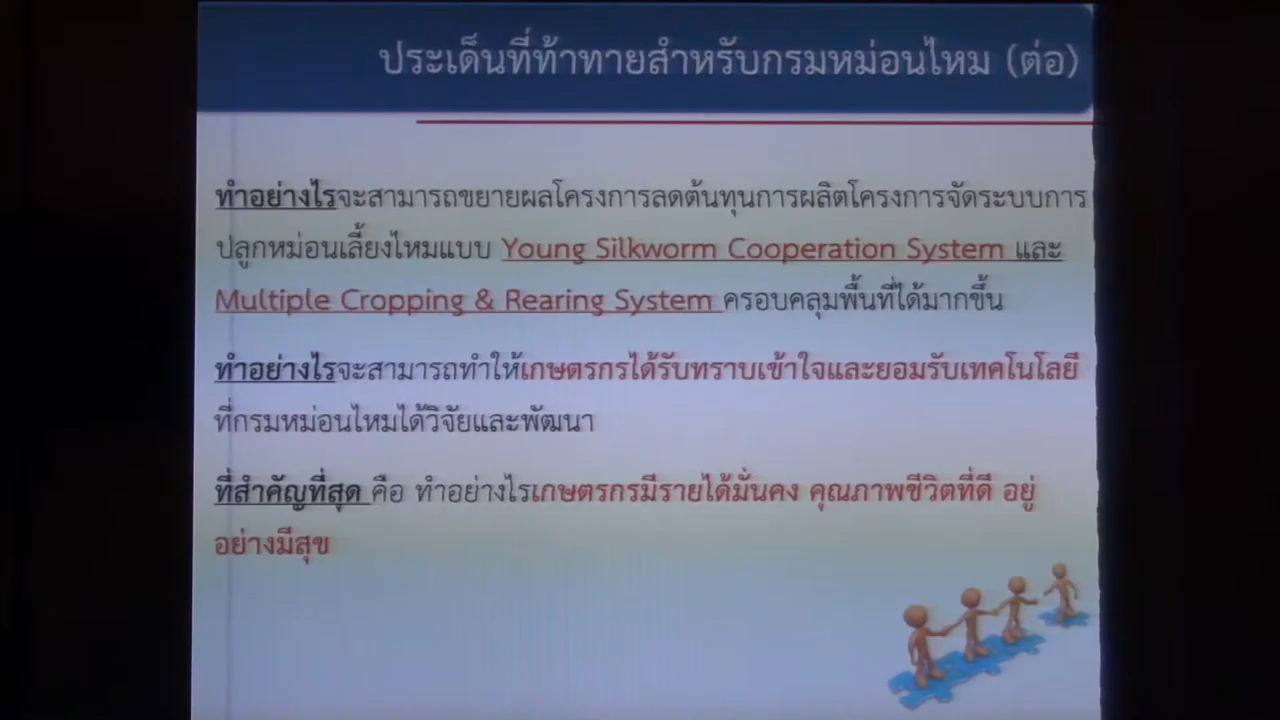 ประเด็นที่ท้าทายสำหรับกรมหม่อนไหม (ต่อ)
ทำอย่างไรจะสามารถขยายผลโครงการลดต้นทุนการผลิตโครงการจัดระบบการ
ปลูกหม่อนเลี้ยงไหมแบบ Young Silkworm Cooperation System และ
Multiple Cropping & Rearing System ครอบคลุมพื้นที่ได้มากขึ้น
ทำอย่างไรจะสามารถทำให้เกษตรกรได้รับทราบเข้าใจและยอมรับเทคโนโลยี
ที่กรมหม่อนไหมได้วิจัยและพัฒนา
ที่สำคัญที่สุด คือ ทำอย่างไรเกษตรกรมีรายได้มั่นคง คุณภาพชีวิตที่ดี อยู่
อย่างมีสุข